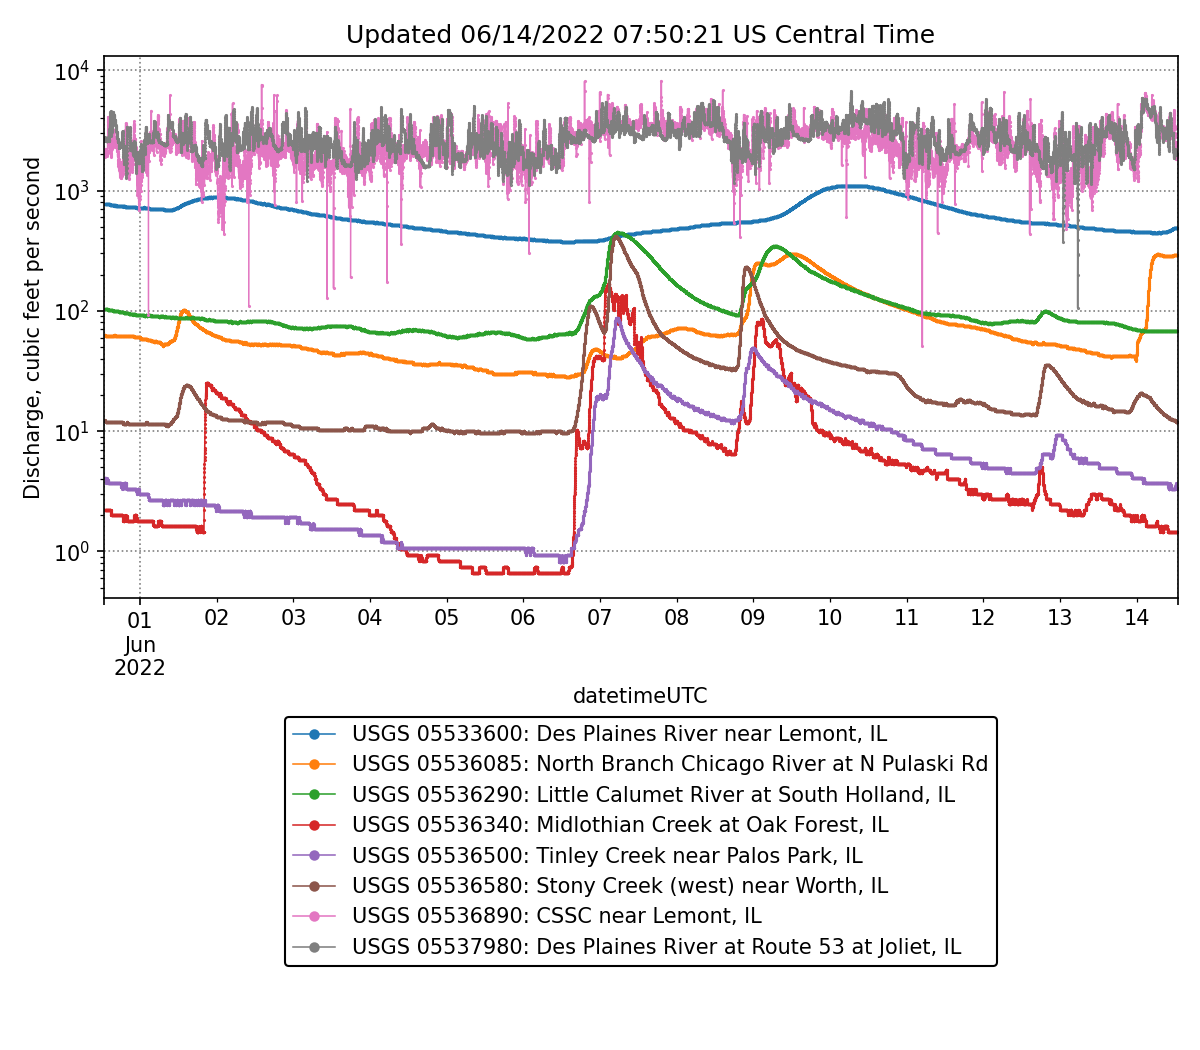 Updated 06/14/2022 07:50:21 US Central Time
Discharge, cubic feet per second
10⁴
10³
10²
10¹
10⁰
01 02 03 04 05 06 07 08 09 10 11 12 13 14
Jun
2022
datetimeUTC
USGS 05533600: Des Plaines River near Lemont, IL
USGS 05536085: North Branch Chicago River at N Pulaski Rd
USGS 05536290: Little Calumet River at South Holland, IL
USGS 05536340: Midlothian Creek at Oak Forest, IL
USGS 05536500: Tinley Creek near Palos Park, IL
USGS 05536580: Stony Creek (west) near Worth, IL
USGS 05536890: CSSC near Lemont, IL
USGS 05537980: Des Plaines River at Route 53 at Joliet, IL